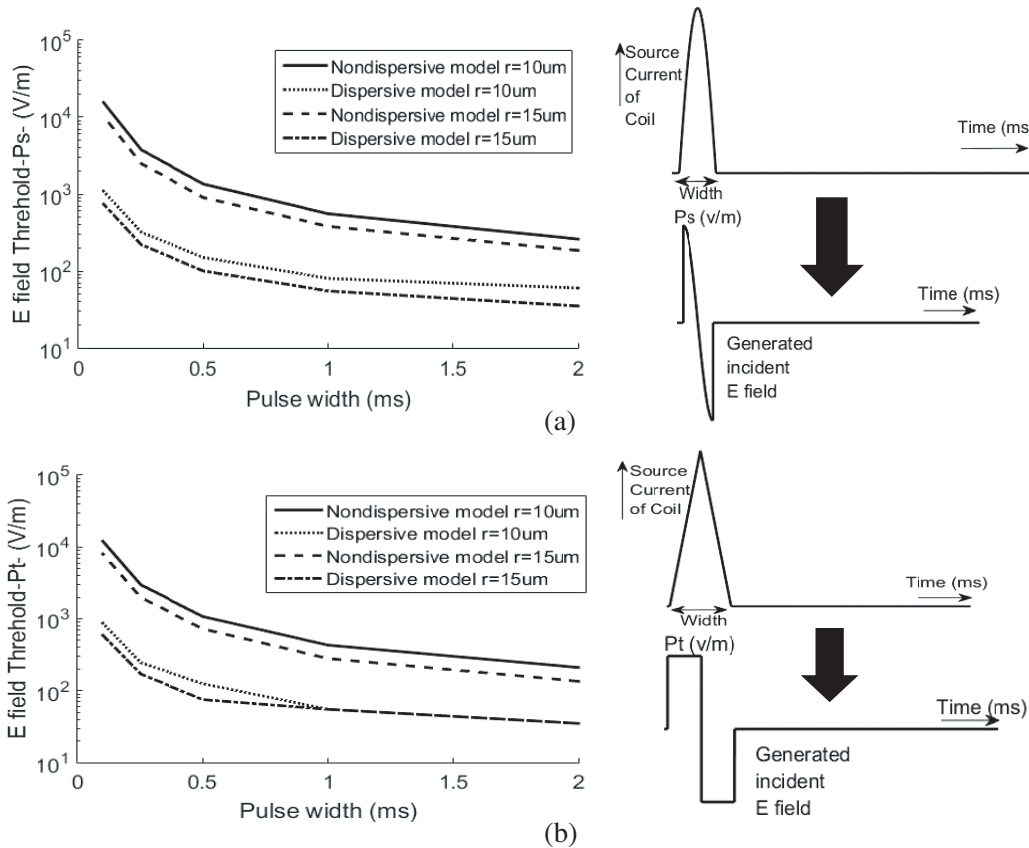 E field Threhold-Ps- (V/m)
10^5
10^4
10^3
10^2
10^1
Nondispersive model r=10um
Dispersive model r=10um
Nondispersive model r=15um
Dispersive model r=15um
0 0.5 1 1.5 2
Pulse width (ms)
Source
Current
of
Coil
Time (ms
Width
Ps (v/m)
Time (ms)
Generated
incident
E field
(a)
E field Threhold-Pt- (V/m)
10^5
10^4
10^3
10^2
10^1
Nondispersive model r=10um
Dispersive model r=10um
Nondispersive model r=15um
Dispersive model r=15um
0 0.5 1 1.5 2
Pulse width (ms)
Source
Current
of Coil
Time (ms)
Width
Pt (v/m)
Time (ms)
Generated
incident
E field
(b)